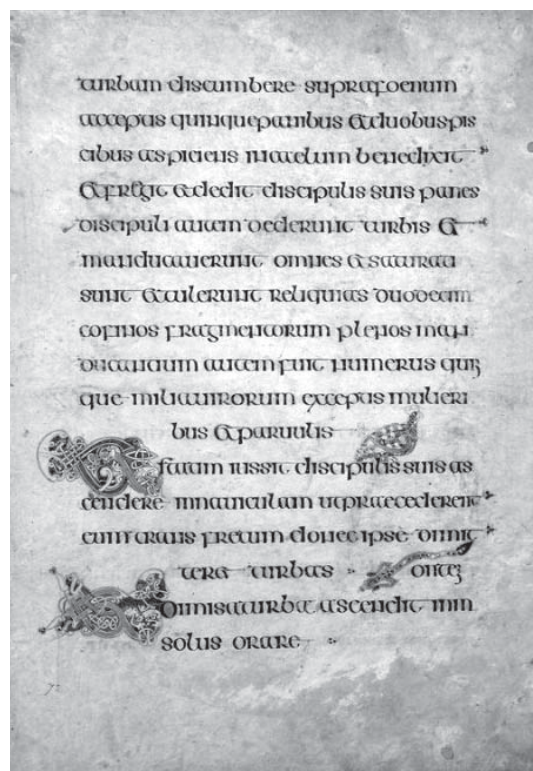 turbam discumbere supra foenum
acceptis quinque panibus et duobus pis
cibus aspiciens in caelum benedixit
et fregit et dedit discipulis suis panes
discipuli autem dederunt turbis et
manducauerunt omnes et saturati
sunt et tulerunt reliquias duodecim
cofinos fragmentorum plenos man
ducantium autem fuit numerus quinq
que milia uirorum exceptis mulieri
bus et paruulis
Et statim iussit discipulis suis as
cendere in nauiculam ut praecederent
eum trans fretum donec ipse dimit
teret turbas
Et dimissa turba ascendit in m
solus orare